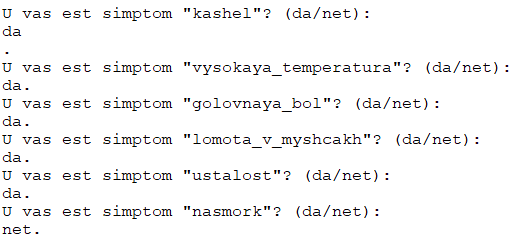 U vas est simptom "kashel"? (da/net):
da
.
U vas est simptom "vysokaya_temperatura"? (da/net):
da.
U vas est simptom "golovnaya_bol"? (da/net):
da.
U vas est simptom "lomota_v_myshcakh"? (da/net):
da.
U vas est simptom "ustalost"? (da/net):
da.
U vas est simptom "nasmork"? (da/net):
net.